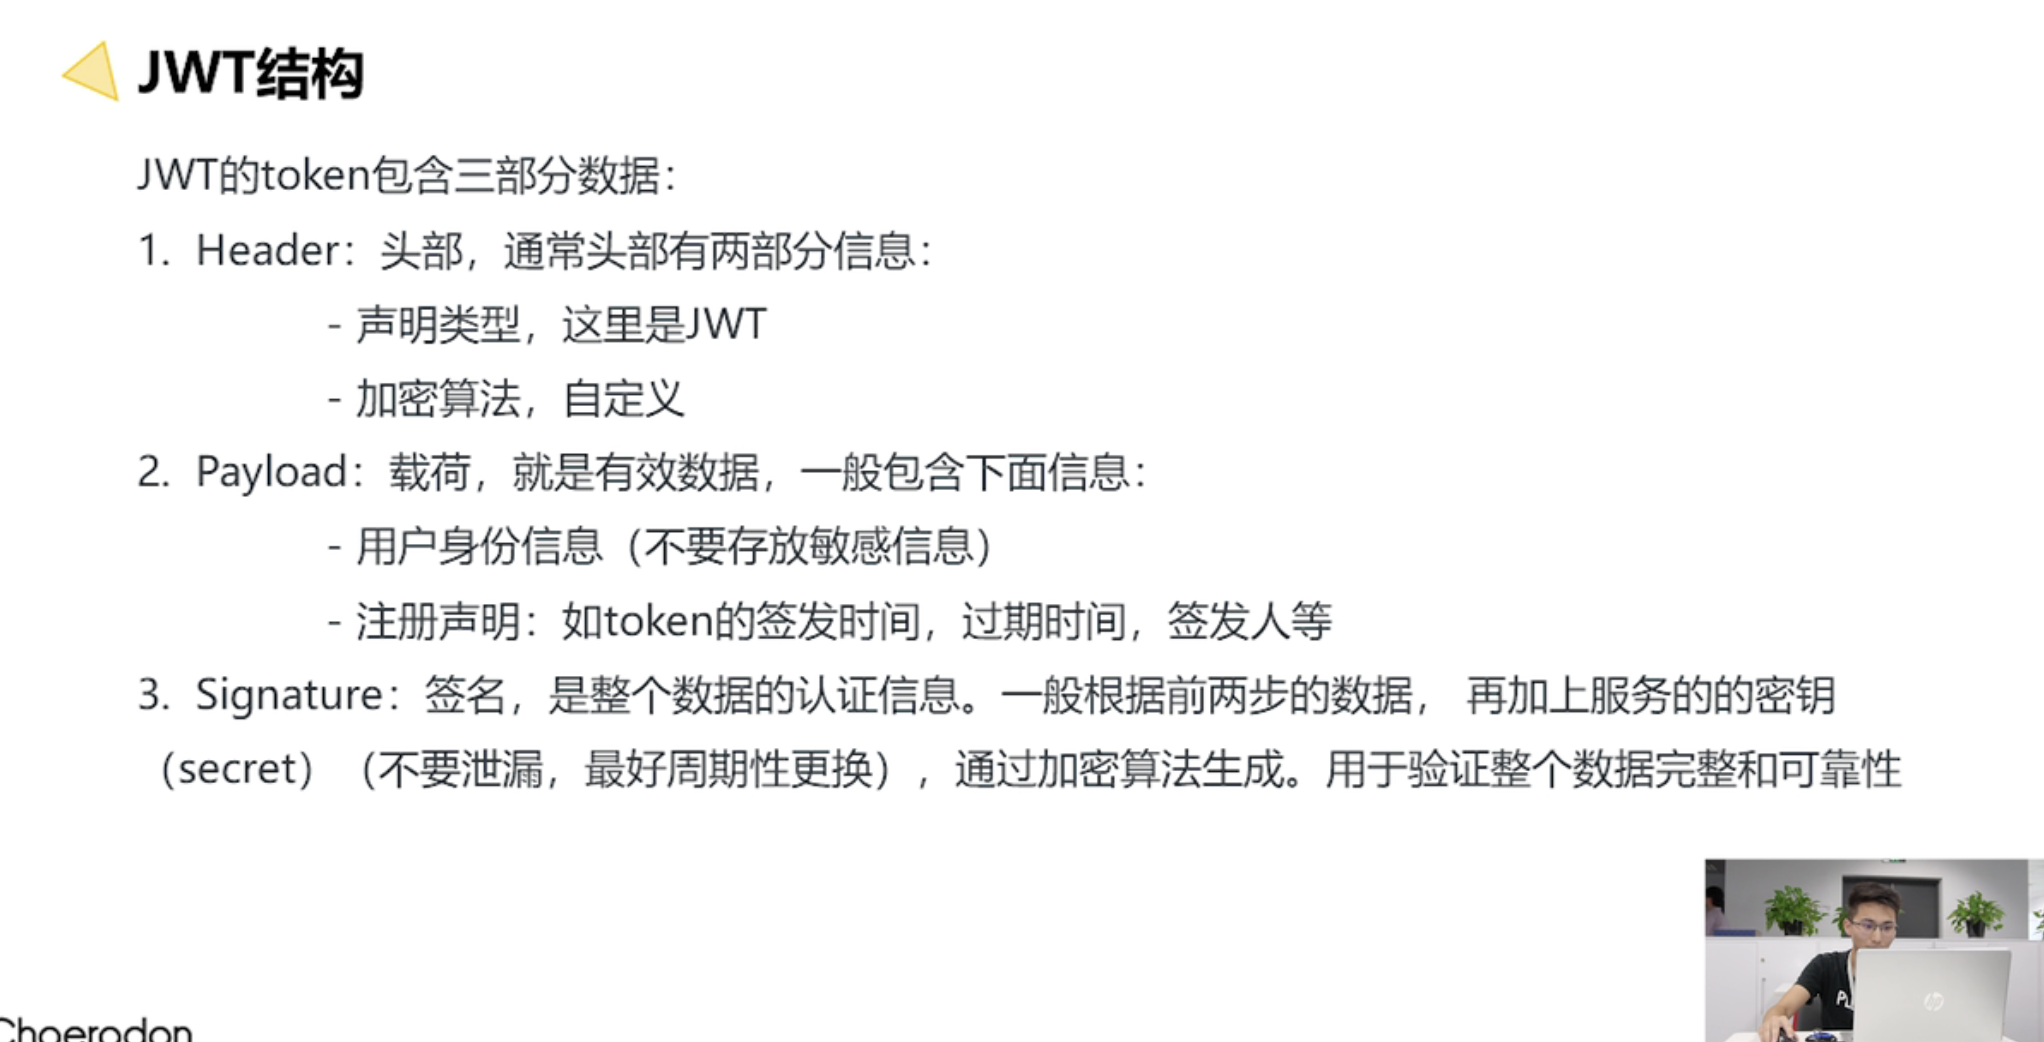 JWT结构
JWT的token包含三部分数据：
1. Header：头部，通常头部有两部分信息：
- 声明类型，这里是JWT
- 加密算法，自定义
2. Payload：载荷，就是有效数据，一般包含下面信息：
- 用户身份信息（不要存放敏感信息）
- 注册声明：如token的签发时间，过期时间，签发人等
3. Signature：签名，是整个数据的认证信息。一般根据前两步的数据， 再加上服务的的密钥
（secret）（不要泄漏，最好周期性更换），通过加密算法生成。用于验证整个数据完整和可靠性
Choerodon
hp